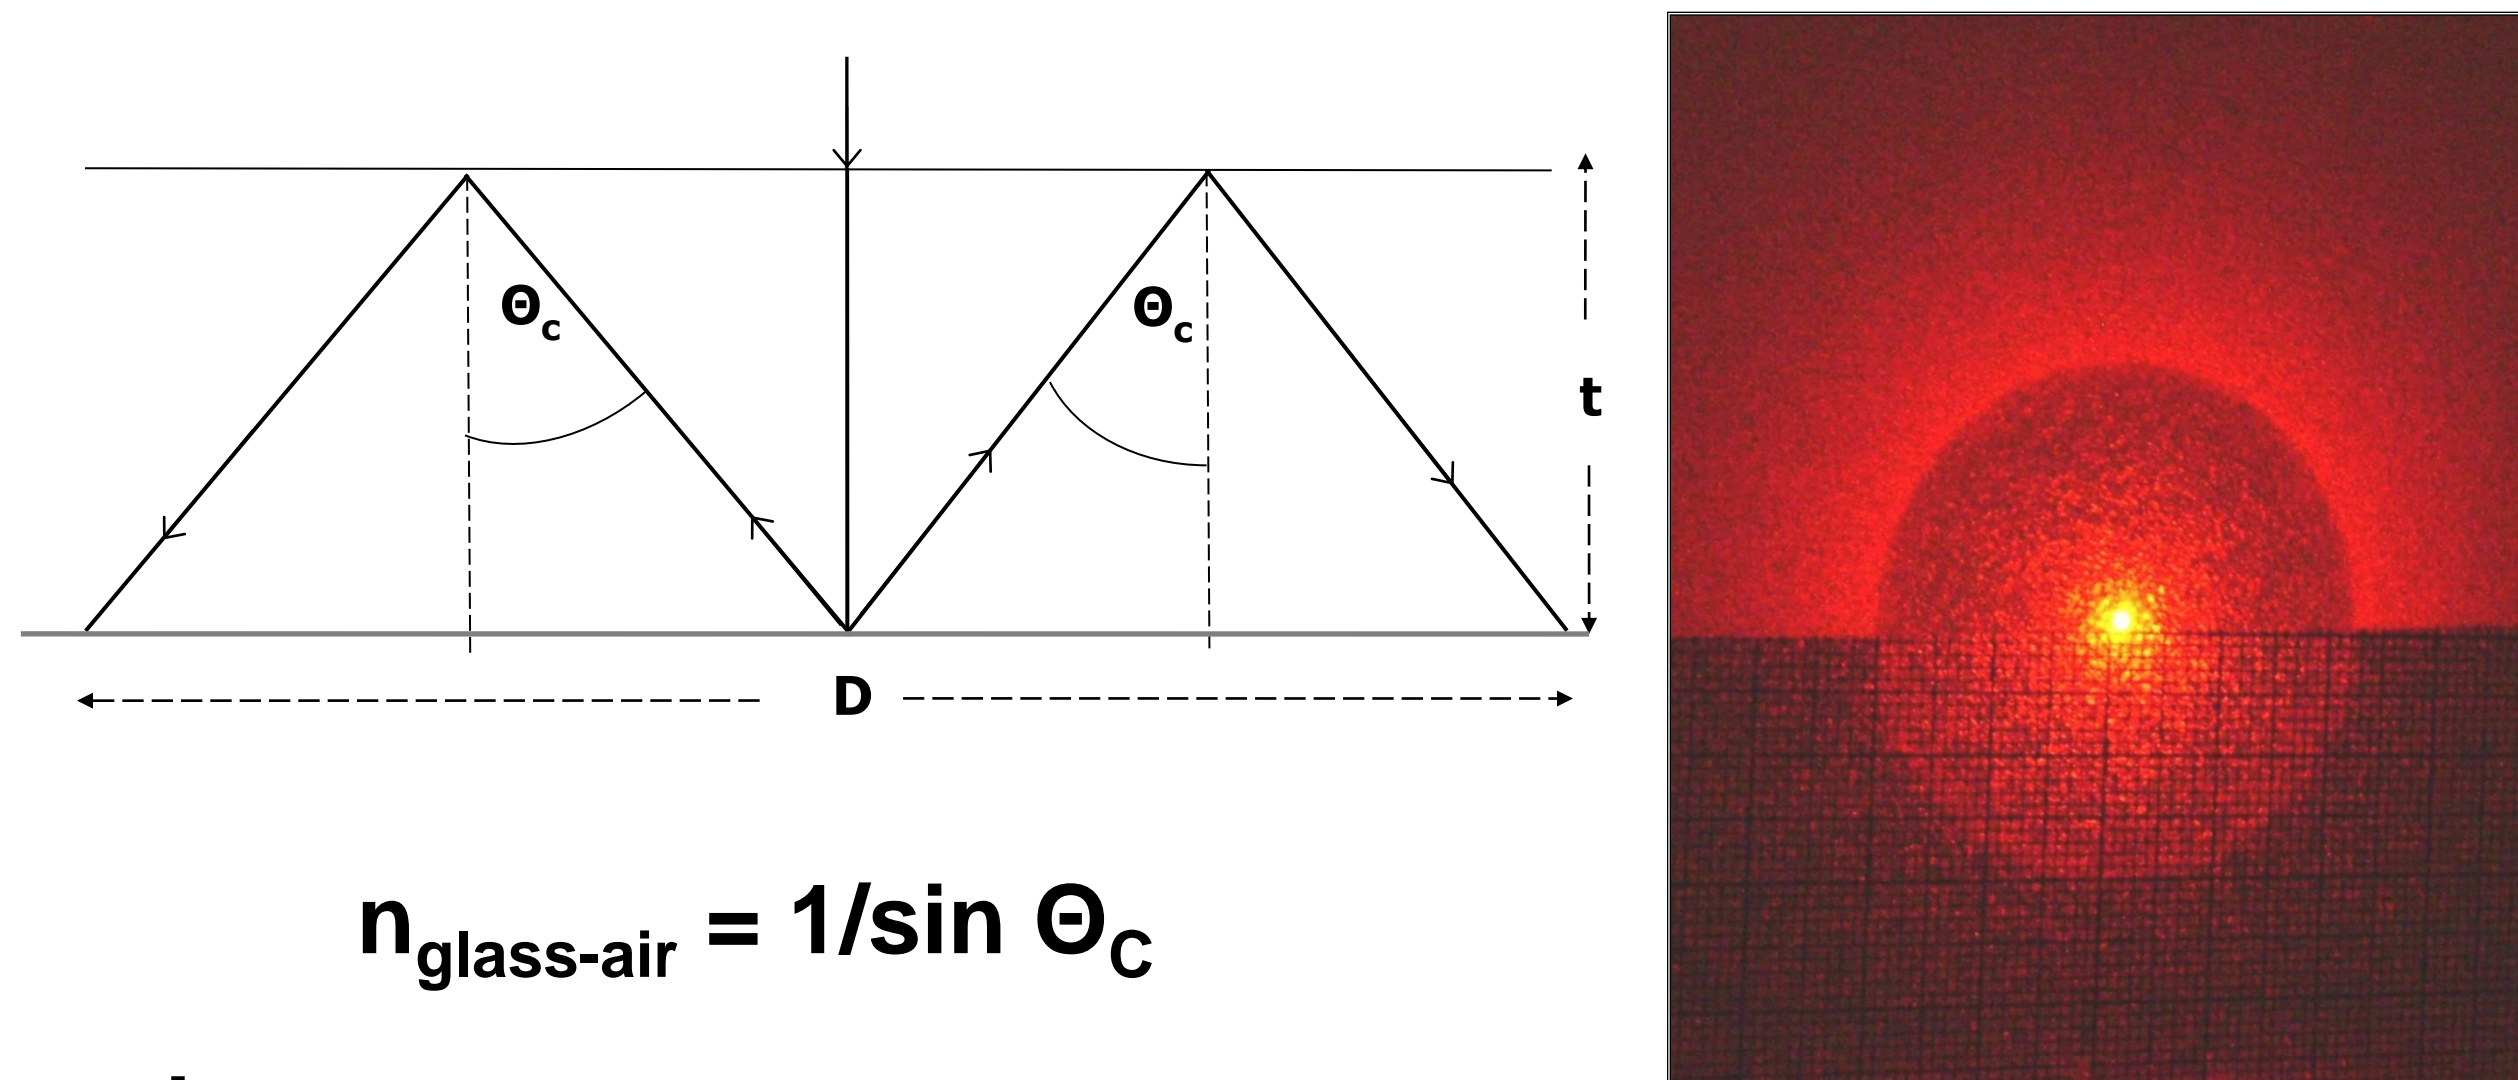 Θc Θc
t
D
nglass-air = 1/sin ΘC